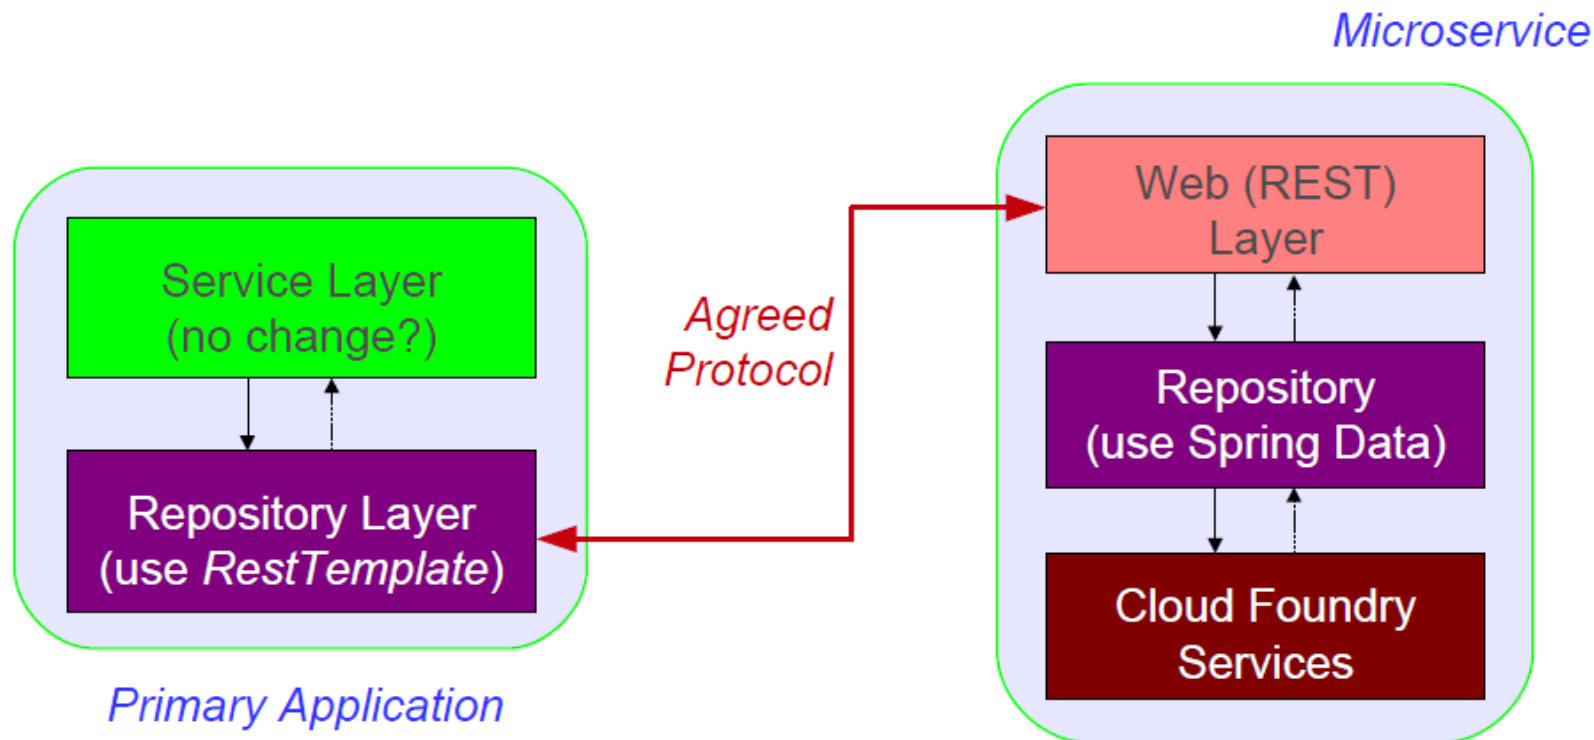 Microservice
Web (REST)
Layer
Service Layer
(no change?)
Agreed
Protocol
Repository
(use Spring Data)
Repository Layer
(use RestTemplate)
Cloud Foundry
Services
Primary Application